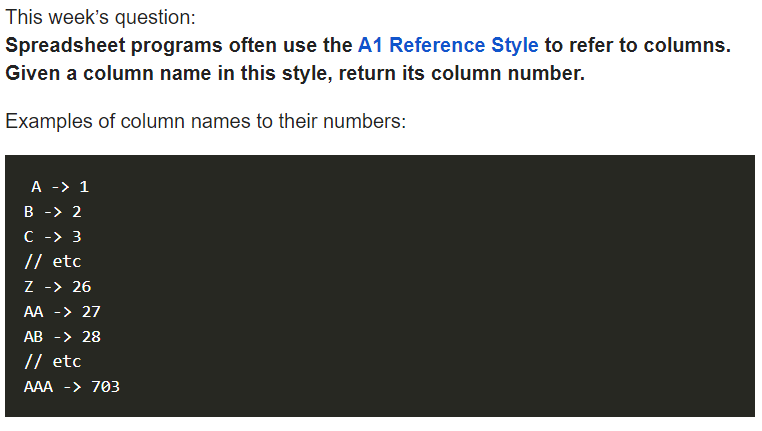 This week’s question:
Spreadsheet programs often use the A1 Reference Style to refer to columns.
Given a column name in this style, return its column number.
Examples of column names to their numbers:
A -> 1
B -> 2
C -> 3
// etc
Z -> 26
AA -> 27
AB -> 28
// etc
AAA -> 703